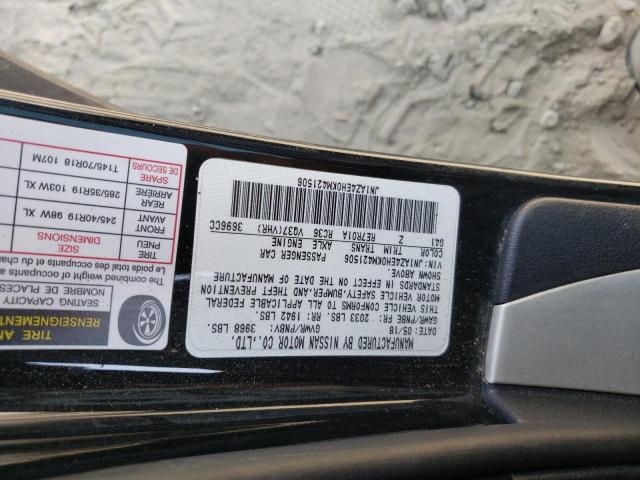 MANUFACTURED BY NISSAN MOTOR CO.,LTD.
DATE: 05/18 GVWR/PNBV: 3988 LBS.
GAWR/PNBE FR: 2033 LBS. RR: 1942 LBS.
THIS VEHICLE CONFORMS TO ALL APPLICABLE FEDERAL
MOTOR VEHICLE SAFETY, BUMPER, AND THEFT PREVENTION
STANDARDS IN EFFECT ON THE DATE OF MANUFACTURE
SHOWN ABOVE.
VIN: JN1AZ4EH0KM421506 PASSENGER CAR
COLOR TRIM AXLE ENGINE
G41 Z RE7R01A RC36 VQ37(VHR) 3696CC
JN1AZ4EH0KM421506
TIRE AN
RENSEIGNEMENT
SEATING CAPACITY
NOMBRE DE PLACES
The combined weight of occupants a
Le poids total des occupants et du char
TIRE
PNEU
SIZE
DIMENSIONS
FRONT
AVANT
245/40R19 98W XL
REAR
ARRIÈRE
285/35R19 103W XL
SPARE
DE SECOURS
T145/70R18 107M